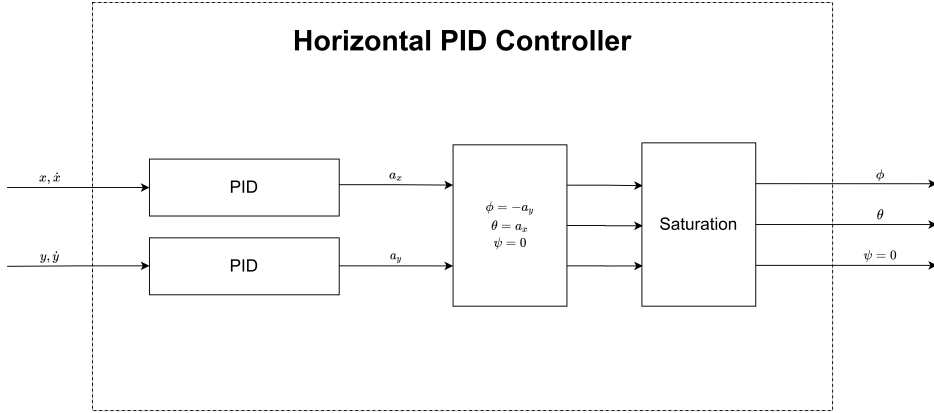 Horizontal PID Controller
x, ẋ
PID
a_x
y, ẏ
PID
a_y
ϕ = −a_y
θ = a_x
ψ = 0
Saturation
ϕ
θ
ψ = 0